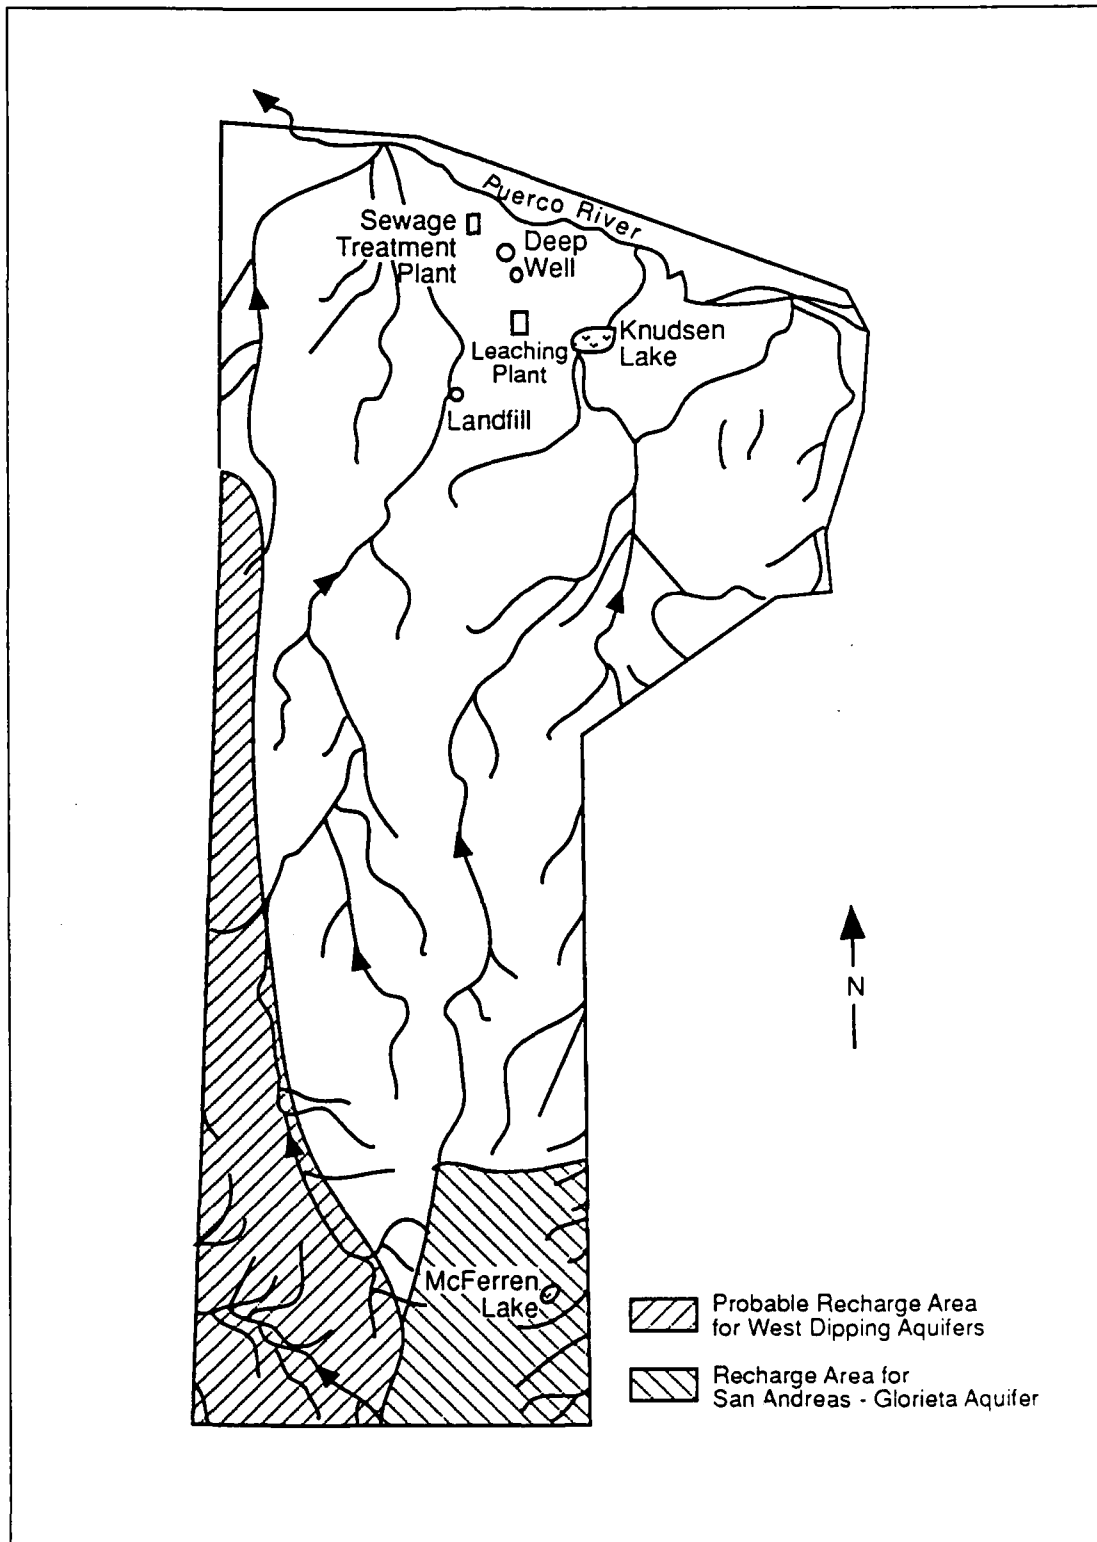 Puerco River
Sewage
Treatment
Plant
Deep
Well
Leaching
Plant
Knudsen
Lake
Landfill
N
McFerren
Lake
Probable Recharge Area
for West Dipping Aquifers
Recharge Area for
San Andreas - Glorieta Aquifer